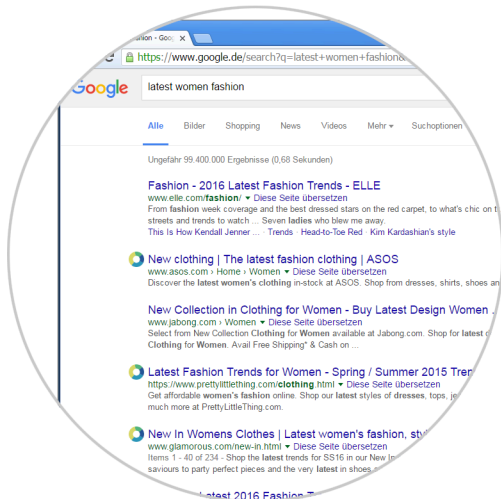 hion - Goog
https://www.google.de/search?q=latest+women+fashion&
Google
latest women fashion
Alle Bilder Shopping News Videos Mehr Suchoptionen
Ungefähr 99.400.000 Ergebnisse (0,68 Sekunden)
Fashion - 2016 Latest Fashion Trends - ELLE
www.elle.com/fashion/ Diese Seite übersetzen
From fashion week coverage and the best dressed stars on the red carpet, to what's chic on
streets and trends to watch ... Seven ladies who blew me away.
This Is How Kendall Jenner ... · Trends · Head-to-Toe Red · Kim Kardashian's style
New clothing | The latest fashion clothing | ASOS
www.asos.com › Home › Women Diese Seite übersetzen
Discover the latest women's clothing in-stock at ASOS. Shop from dresses, shirts, shoes an
New Collection in Clothing for Women - Buy Latest Design Women
www.jabong.com › Women Diese Seite übersetzen
Select from New Collection Clothing for Women available at Jabong.com. Shop for latest
Clothing for Women. Avail Free Shipping* & Cash on ...
Latest Fashion Trends for Women - Spring / Summer 2015 Tren
https://www.prettylittlething.com/clothing.html Diese Seite übersetzen
Get affordable women's fashion online. Shop our latest styles of dresses, tops, je
much more at PrettyLittleThing.com.
New In Womens Clothes | Latest women's fashion, sty
www.glamorous.com/new-in.html Diese Seite übersetzen
Items 1 - 40 of 234 - Shop the latest trends for SS16 in our New In
saviours to party perfect pieces and the very latest in shoes
atest 2016 Fashion T